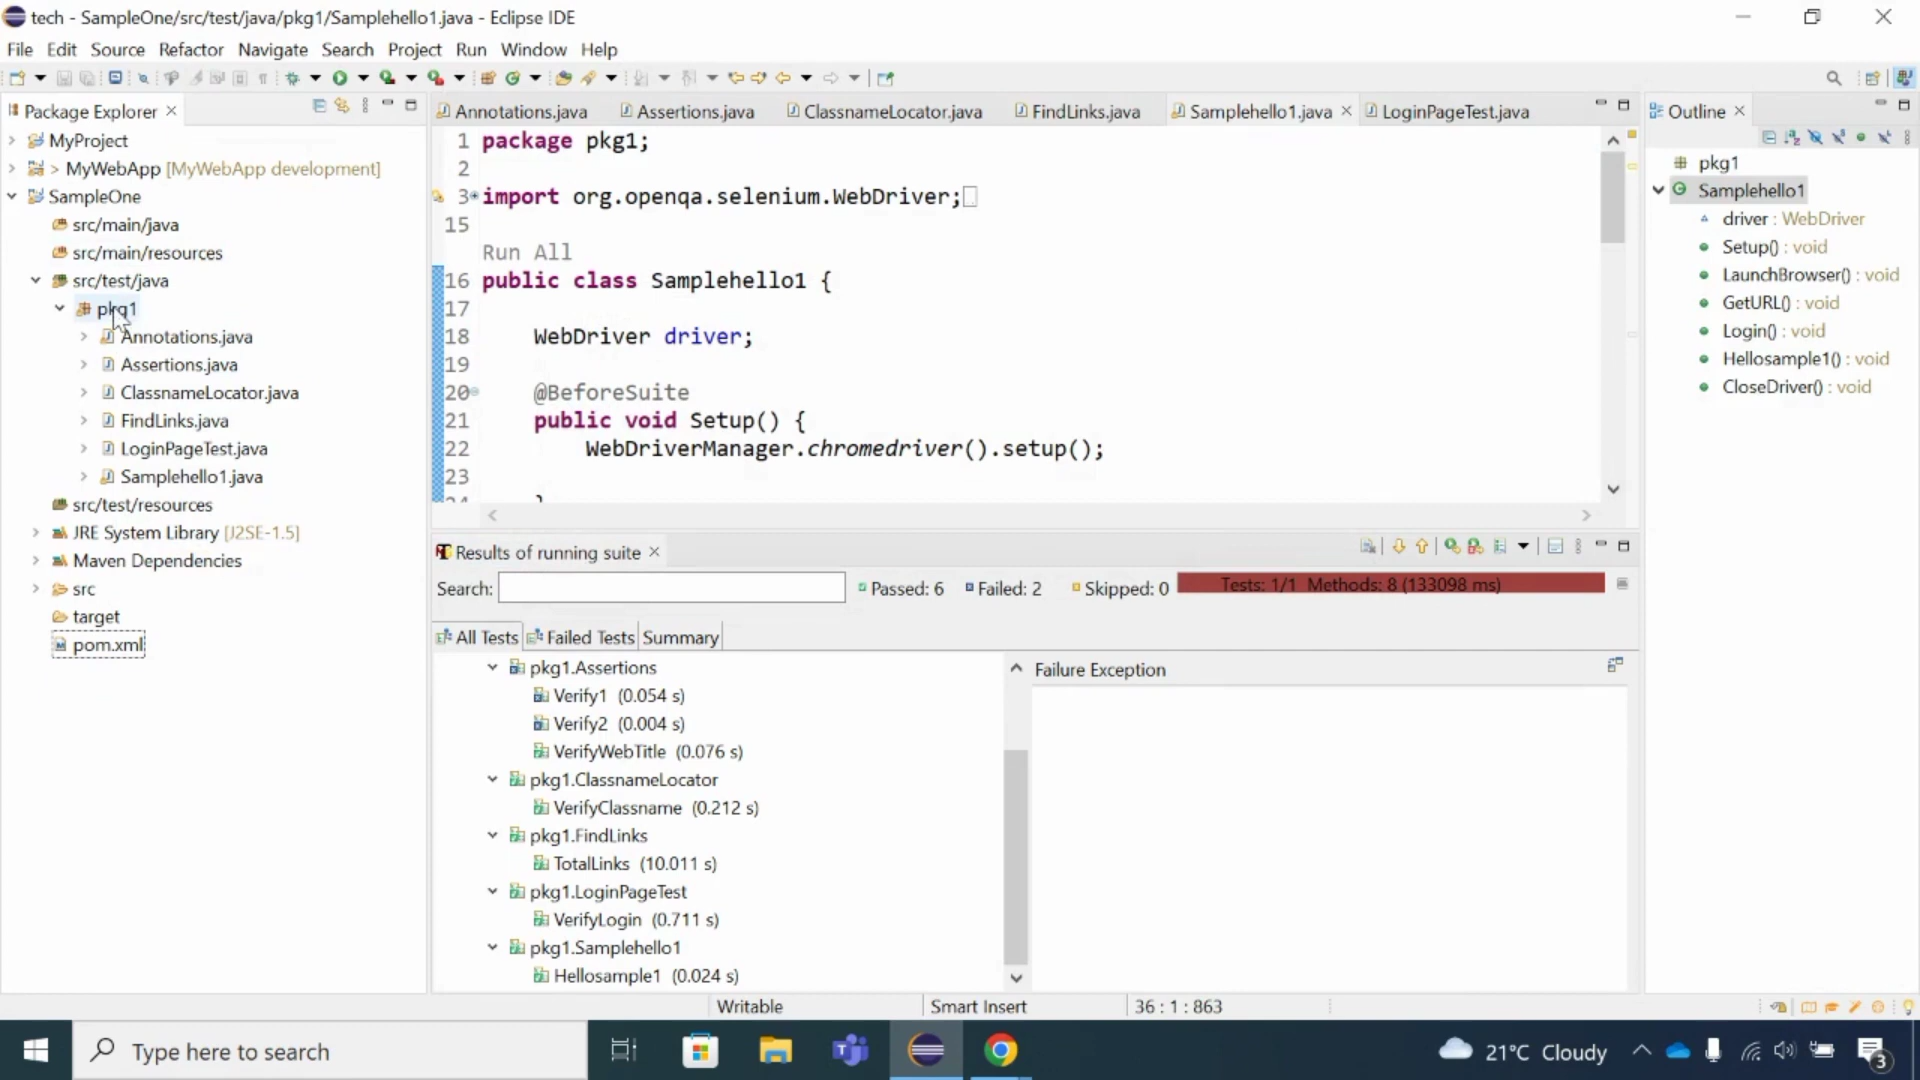 tech - SampleOne/src/test/java/pkg1/Samplehello1.java - Eclipse IDE
File Edit Source Refactor Navigate Search Project Run Window Help
Package Explorer
MyProject
> MyWebApp [MyWebApp development]
SampleOne
src/main/java
src/main/resources
src/test/java
pkg1
Annotations.java
Assertions.java
ClassnameLocator.java
FindLinks.java
LoginPageTest.java
Samplehello1.java
src/test/resources
JRE System Library [J2SE-1.5]
Maven Dependencies
src
target
pom.xml
Annotations.java Assertions.java ClassnameLocator.java FindLinks.java Samplehello1.java LoginPageTest.java
1 package pkg1;
2
3 import org.openqa.selenium.WebDriver;
15
Run All
16 public class Samplehello1 {
17
18 WebDriver driver;
19
20 @BeforeSuite
21 public void Setup() {
22 WebDriverManager.chromedriver().setup();
23
24 }
Results of running suite
Search: Passed: 6 Failed: 2 Skipped: 0 Tests: 1/1 Methods: 8 (133098 ms)
All Tests Failed Tests Summary
pkg1.Assertions
Verify1 (0.054 s)
Verify2 (0.004 s)
VerifyWebTitle (0.076 s)
pkg1.ClassnameLocator
VerifyClassname (0.212 s)
pkg1.FindLinks
TotalLinks (10.011 s)
pkg1.LoginPageTest
VerifyLogin (0.711 s)
pkg1.Samplehello1
Hellosample1 (0.024 s)
Failure Exception
Outline
pkg1
Samplehello1
driver : WebDriver
Setup() : void
LaunchBrowser() : void
GetURL() : void
Login() : void
Hellosample1() : void
CloseDriver() : void
Writable Smart Insert 36 : 1 : 863
Type here to search
21°C Cloudy
3